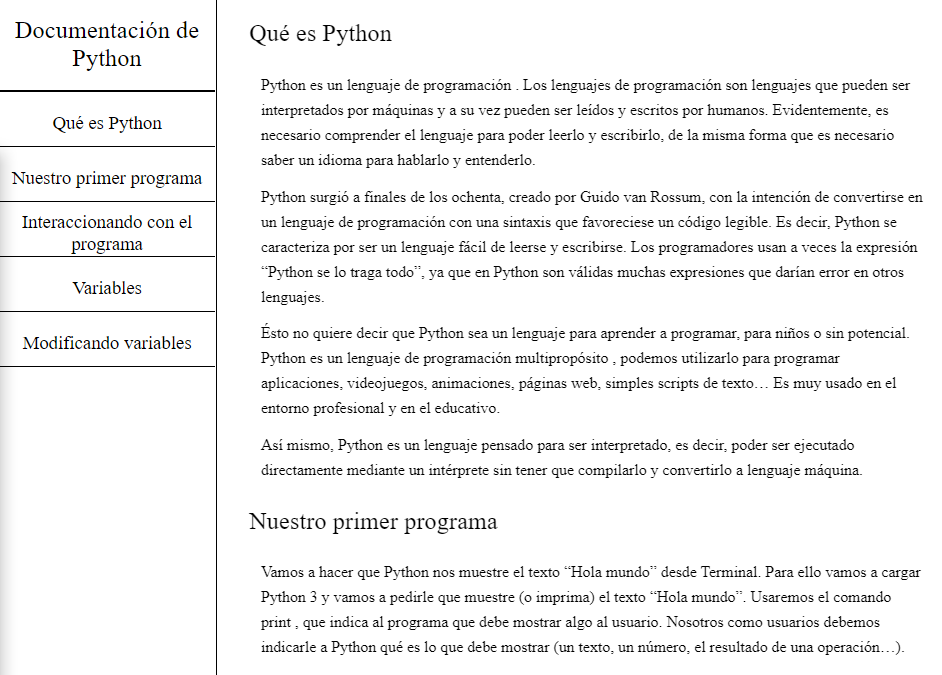 Documentación de
Python
Qué es Python
Nuestro primer programa
Interaccionando con el
programa
Variables
Modificando variables
Qué es Python
Python es un lenguaje de programación . Los lenguajes de programación son lenguajes que pueden ser
interpretados por máquinas y a su vez pueden ser leídos y escritos por humanos. Evidentemente, es
necesario comprender el lenguaje para poder leerlo y escribirlo, de la misma forma que es necesario
saber un idioma para hablarlo y entenderlo.
Python surgió a finales de los ochenta, creado por Guido van Rossum, con la intención de convertirse en
un lenguaje de programación con una sintaxis que favoreciese un código legible. Es decir, Python se
caracteriza por ser un lenguaje fácil de leerse y escribirse. Los programadores usan a veces la expresión
“Python se lo traga todo”, ya que en Python son válidas muchas expresiones que darían error en otros
lenguajes.
Ésto no quiere decir que Python sea un lenguaje para aprender a programar, para niños o sin potencial.
Python es un lenguaje de programación multipropósito , podemos utilizarlo para programar
aplicaciones, videojuegos, animaciones, páginas web, simples scripts de texto… Es muy usado en el
entorno profesional y en el educativo.
Así mismo, Python es un lenguaje pensado para ser interpretado, es decir, poder ser ejecutado
directamente mediante un intérprete sin tener que compilarlo y convertirlo a lenguaje máquina.
Nuestro primer programa
Vamos a hacer que Python nos muestre el texto “Hola mundo” desde Terminal. Para ello vamos a cargar
Python 3 y vamos a pedirle que muestre (o imprima) el texto “Hola mundo”. Usaremos el comando
print , que indica al programa que debe mostrar algo al usuario. Nosotros como usuarios debemos
indicarle a Python qué es lo que debe mostrar (un texto, un número, el resultado de una operación…).